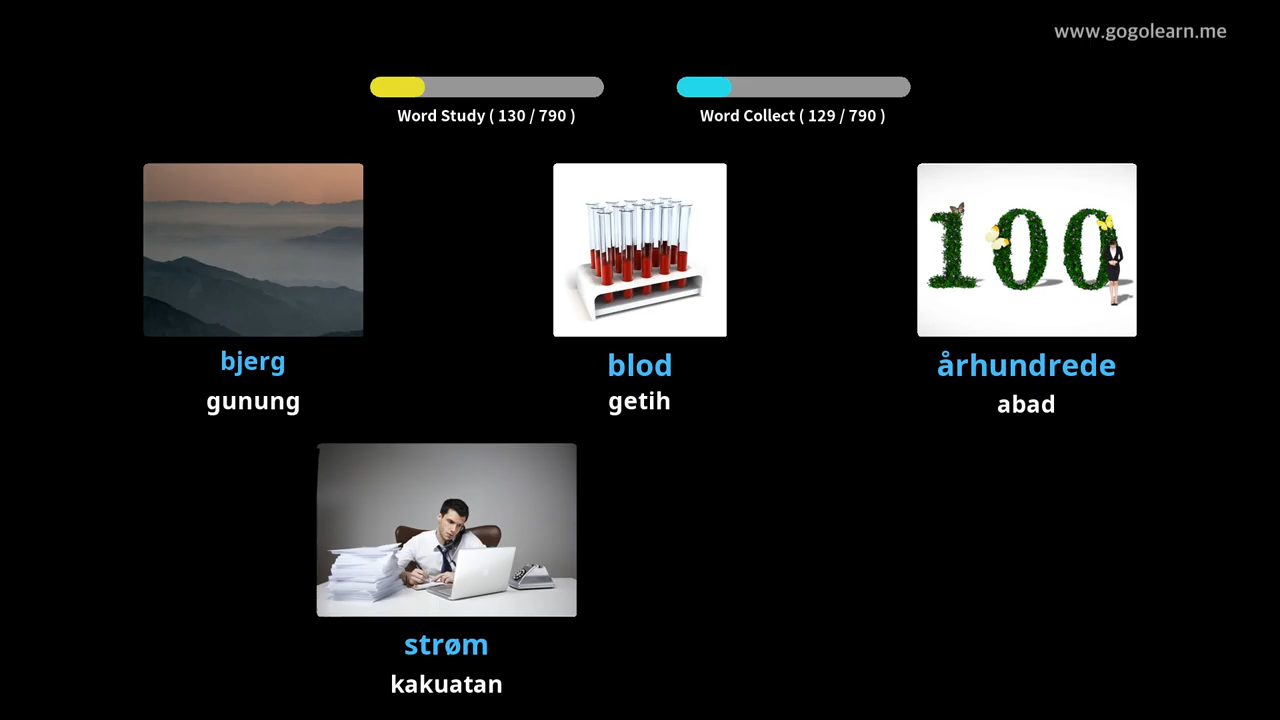 www.gogolearn.me
Word Study ( 130 / 790 )
Word Collect ( 129 / 790 )
bjerg
gunung
blod
getih
århundrede
abad
strøm
kakuatan